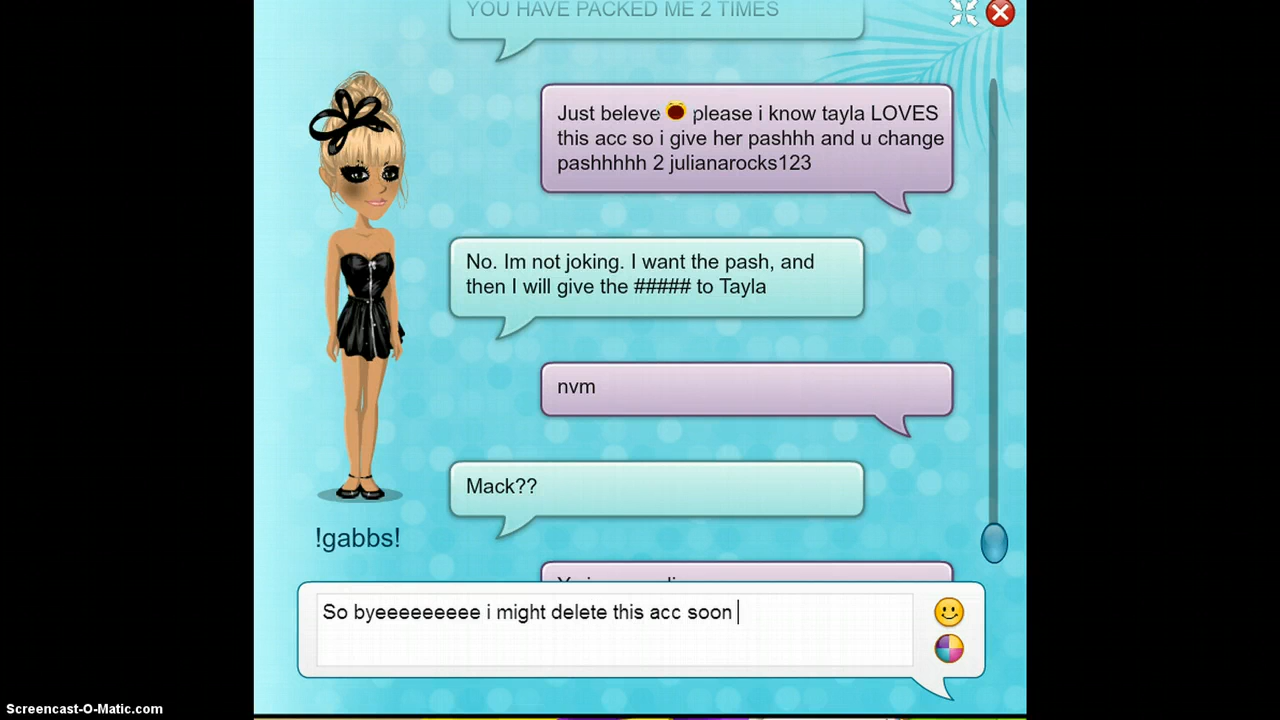 YOU HAVE PACKED ME 2 TIMES
Just beleve please i know tayla LOVES
this acc so i give her pashhh and u change
pashhhhh 2 julianarocks123
No. Im not joking. I want the pash, and
then I will give the ##### to Tayla
nvm
Mack??
!gabbs!
So byeeeeeeeee i might delete this acc soon
Screencast-O-Matic.com